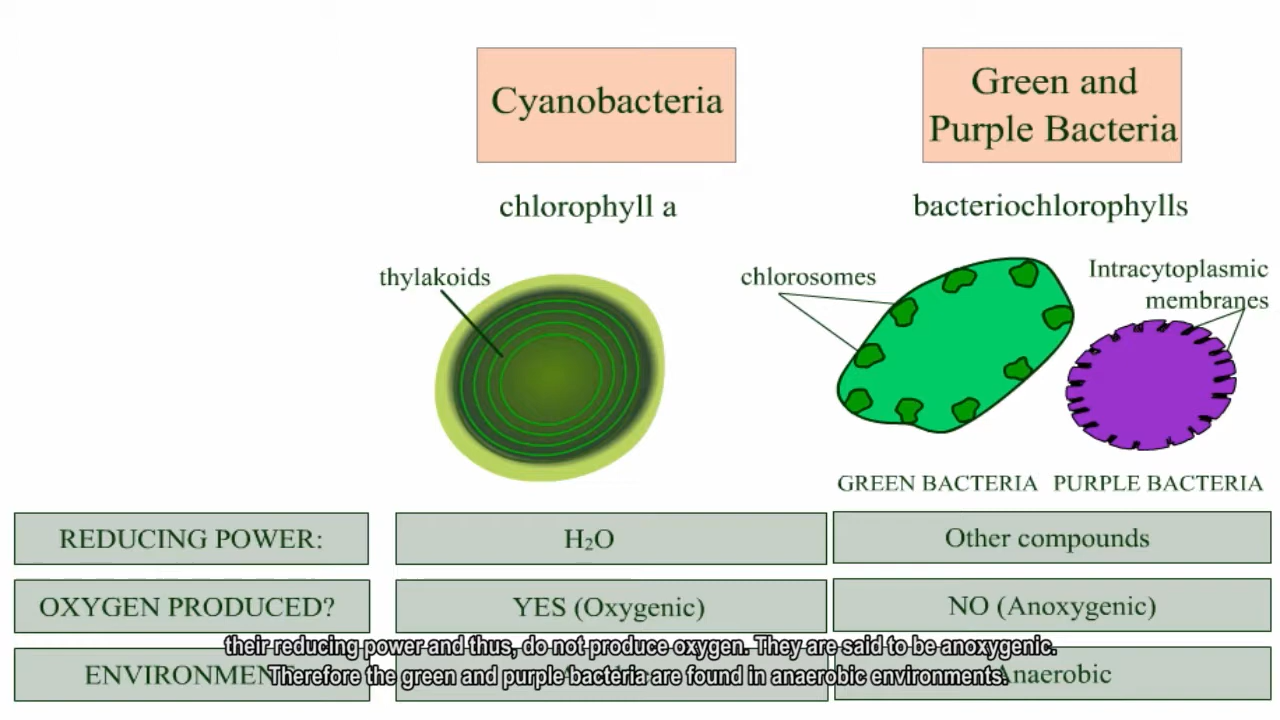 Cyanobacteria
Green and
Purple Bacteria
chlorophyll a
bacteriochlorophylls
thylakoids
chlorosomes
Intracytoplasmic
membranes
GREEN BACTERIA
PURPLE BACTERIA
REDUCING POWER:
H₂O
Other compounds
OXYGEN PRODUCED?
YES (Oxygenic)
NO (Anoxygenic)
their reducing power and thus, do not produce oxygen. They are said to be anoxygenic.
ENVIRONMENT
Anaerobic
Therefore the green and purple bacteria are found in anaerobic environments.